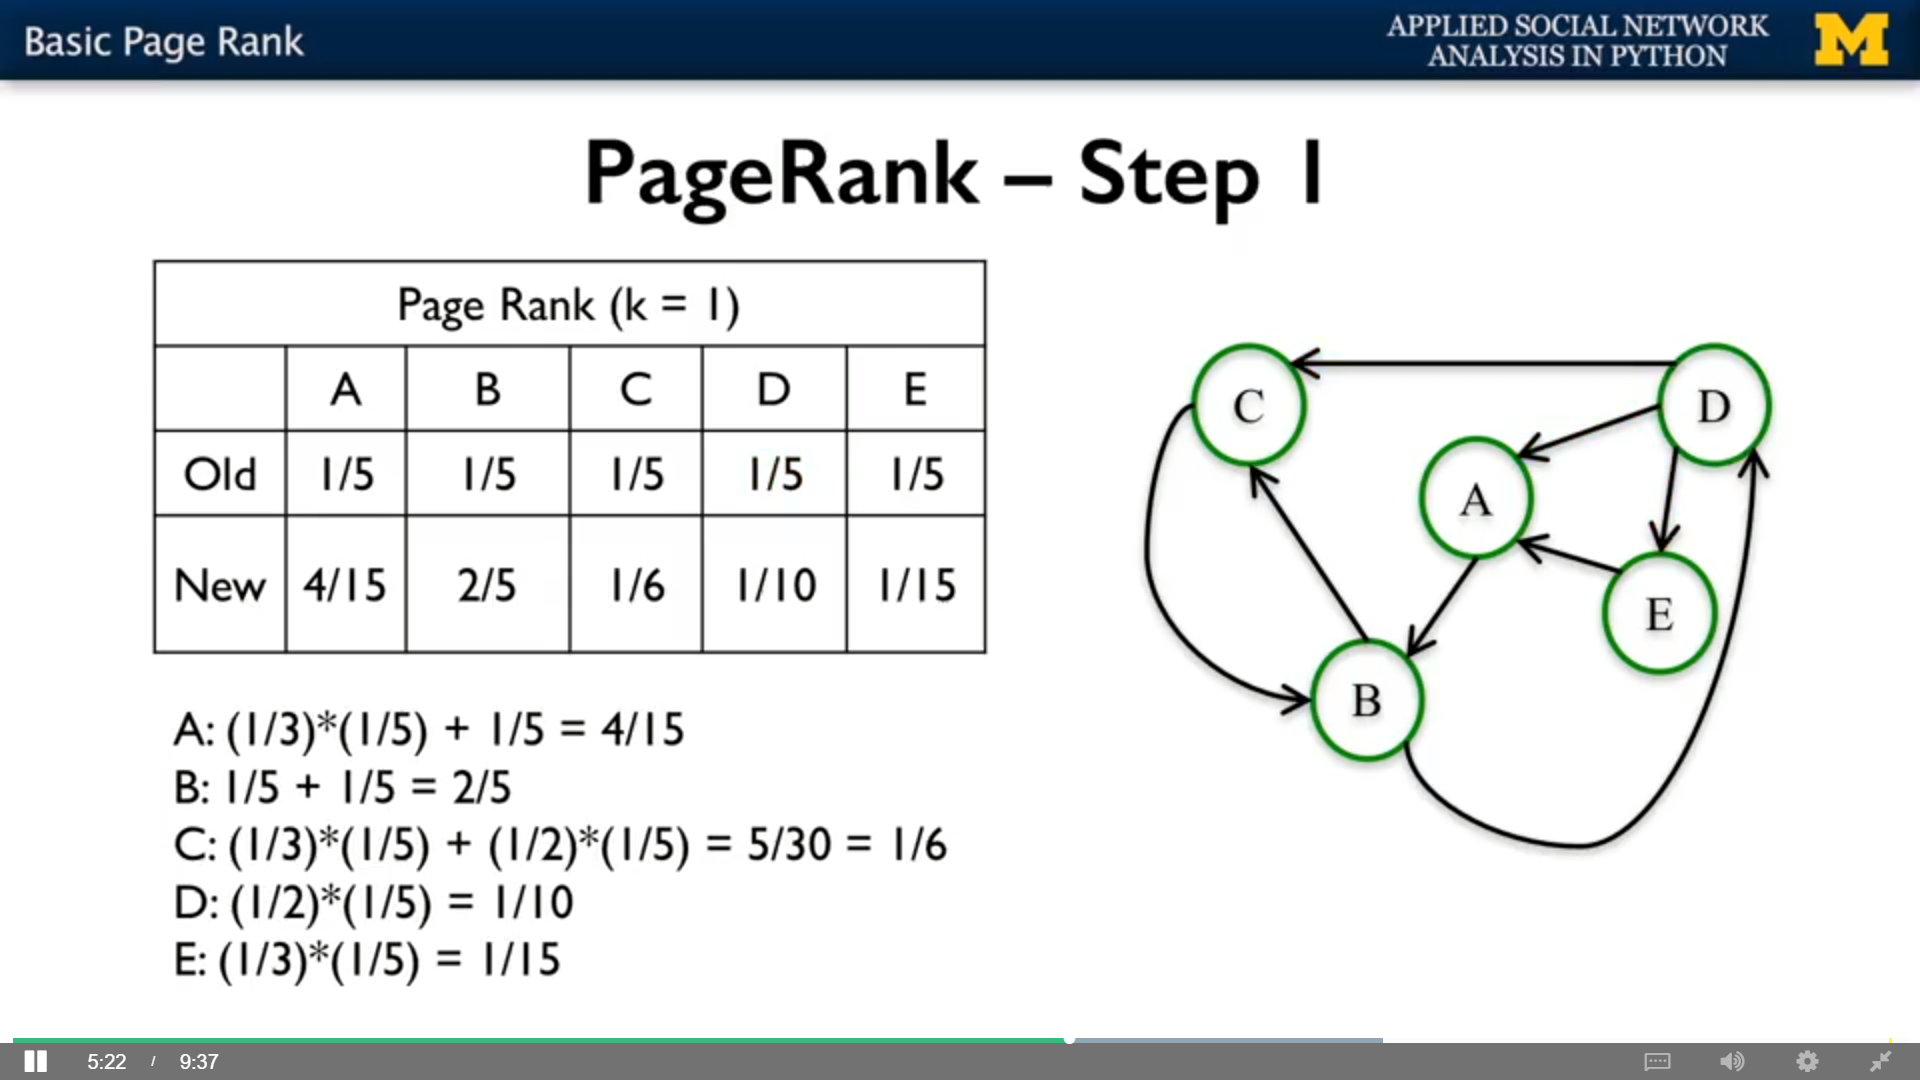 Basic Page Rank
APPLIED SOCIAL NETWORK
ANALYSIS IN PYTHON
M
PageRank – Step 1
Page Rank (k = 1)
A B C D E
Old 1/5 1/5 1/5 1/5 1/5
New 4/15 2/5 1/6 1/10 1/15
A: (1/3)*(1/5) + 1/5 = 4/15
B: 1/5 + 1/5 = 2/5
C: (1/3)*(1/5) + (1/2)*(1/5) = 5/30 = 1/6
D: (1/2)*(1/5) = 1/10
E: (1/3)*(1/5) = 1/15
C
D
A
E
B
5:22 / 9:37